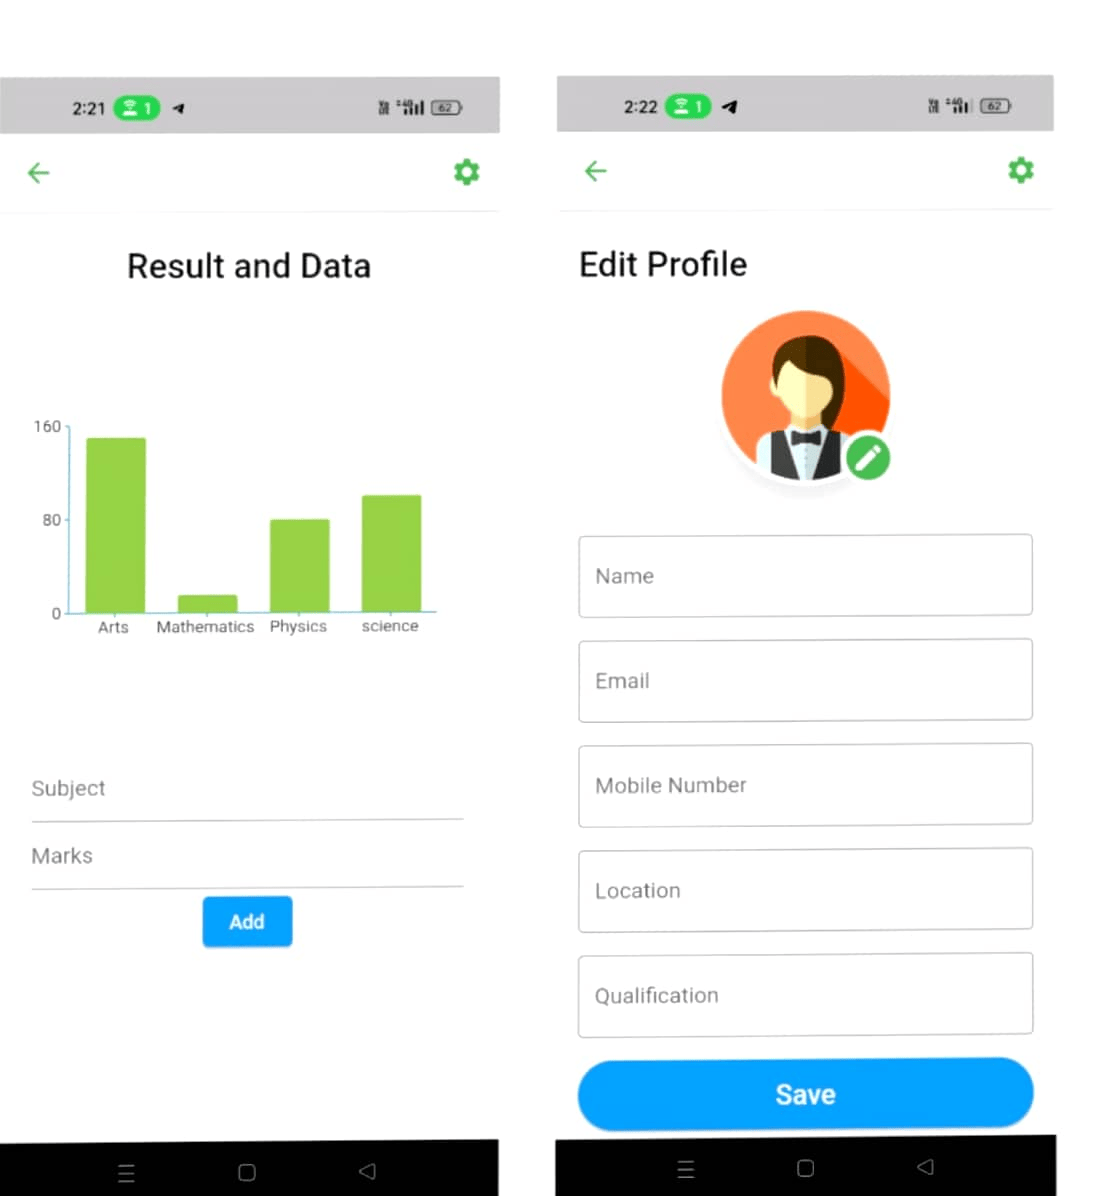 2:21 1 62
Result and Data
160
80
0
Arts Mathematics Physics science
Subject
Marks
Add
2:22 1 62
Edit Profile
Name
Email
Mobile Number
Location
Qualification
Save